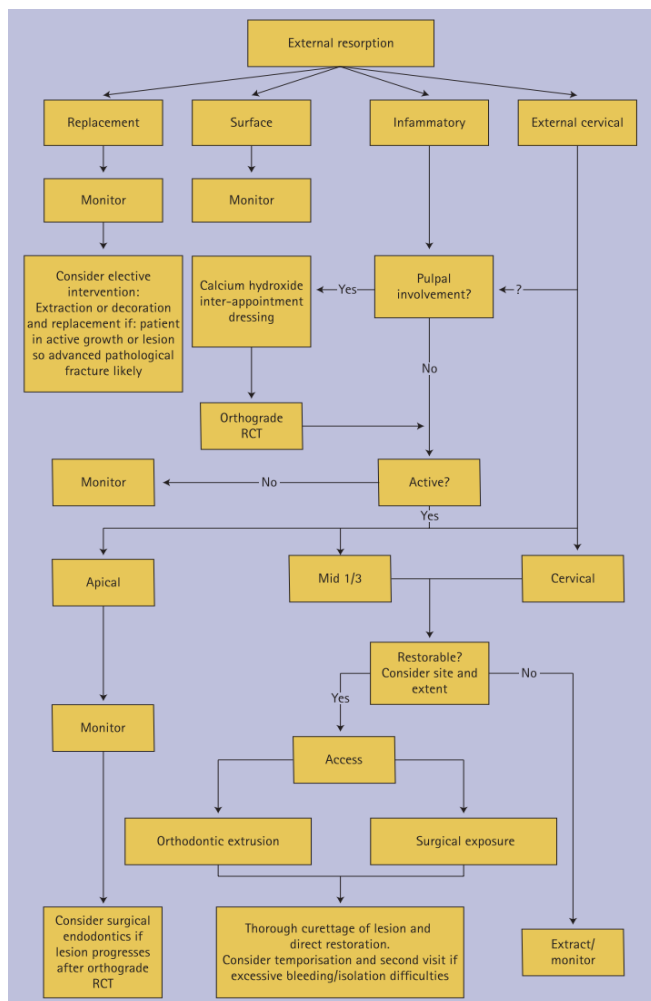 External resorption
Replacement
Surface
Infammatory
External cervical
Monitor
Monitor
Consider elective
intervention:
Extraction or decoration
and replacement if: patient
in active growth or lesion
so advanced pathological
fracture likely
Calcium hydroxide
inter-appointment
dressing
Yes
Pulpal
involvement?
?
No
Orthograde
RCT
Monitor
No
Active?
Yes
Apical
Mid 1/3
Cervical
Restorable?
Consider site and
extent
No
Yes
Monitor
Access
Orthodontic extrusion
Surgical exposure
Consider surgical
endodontics if
lesion progresses
after orthograde
RCT
Thorough curettage of lesion and
direct restoration.
Consider temporisation and second visit if
excessive bleeding/isolation difficulties
Extract/
monitor